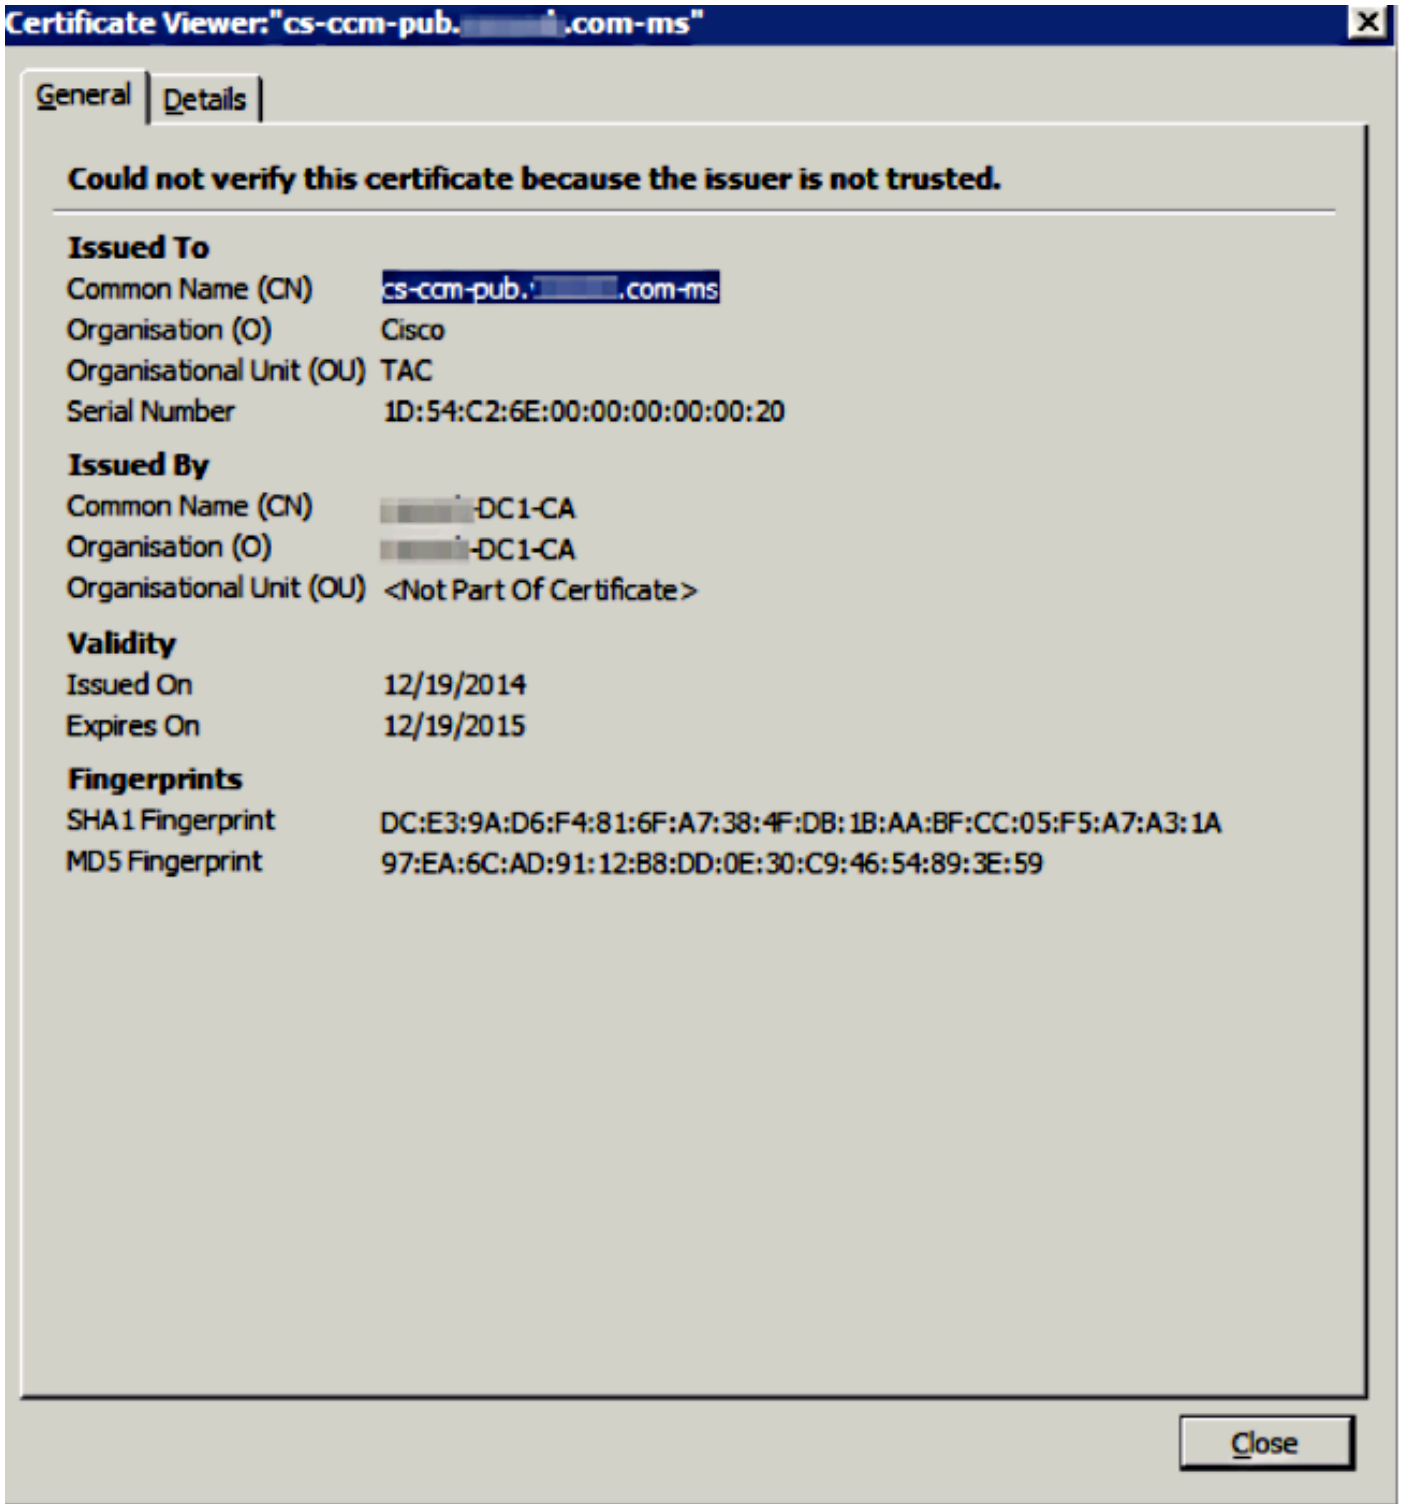 Certificate Viewer:"cs-ccm-pub. .com-ms"
General Details
Could not verify this certificate because the issuer is not trusted.
Issued To
Common Name (CN) cs-ccm-pub. .com-ms
Organisation (O) Cisco
Organisational Unit (OU) TAC
Serial Number 1D:54:C2:6E:00:00:00:00:00:20
Issued By
Common Name (CN) -DC1-CA
Organisation (O) -DC1-CA
Organisational Unit (OU) <Not Part Of Certificate>
Validity
Issued On 12/19/2014
Expires On 12/19/2015
Fingerprints
SHA1 Fingerprint DC:E3:9A:D6:F4:81:6F:A7:38:4F:DB:1B:AA:BF:CC:05:F5:A7:A3:1A
MD5 Fingerprint 97:EA:6C:AD:91:12:B8:DD:0E:30:C9:46:54:89:3E:59
Close